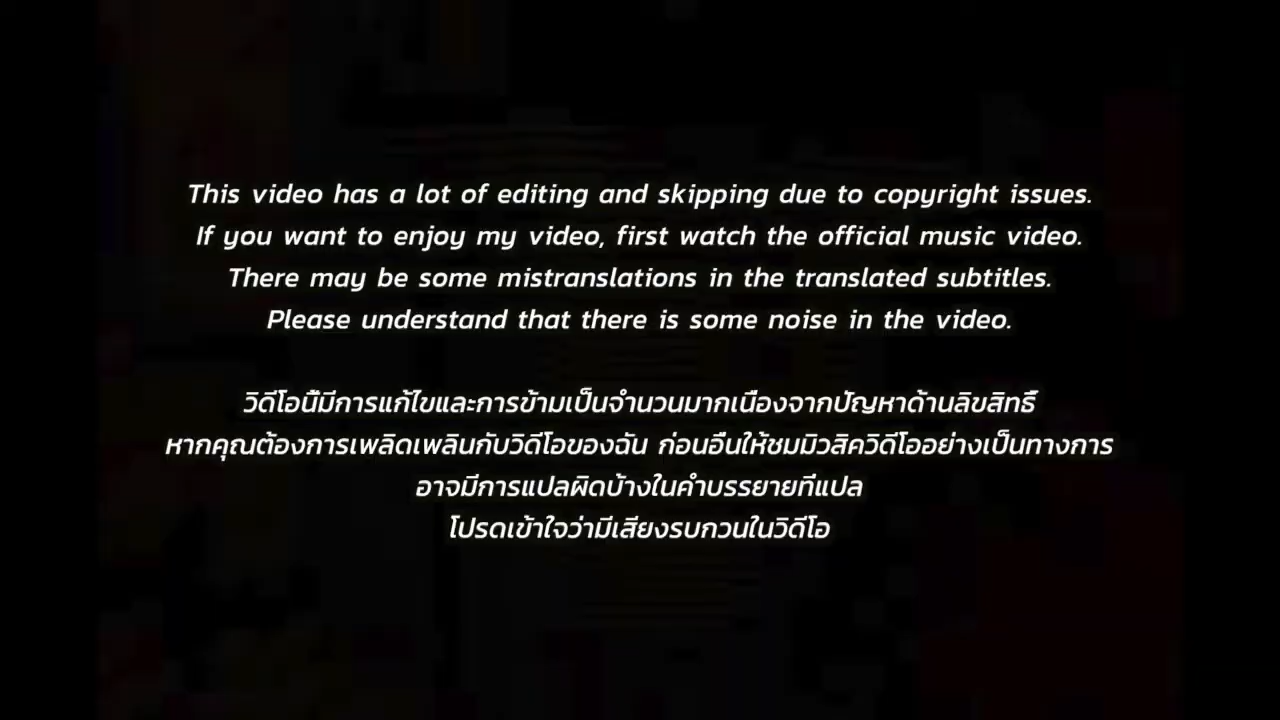 This video has a lot of editing and skipping due to copyright issues.
If you want to enjoy my video, first watch the official music video.
There may be some mistranslations in the translated subtitles.
Please understand that there is some noise in the video.
วิดีโอนี้มีการแก้ไขและการข้ามเป็นจำนวนมากเนื่องจากปัญหาด้านลิขสิทธิ์
หากคุณต้องการเพลิดเพลินกับวิดีโอของฉัน ก่อนอื่นให้ชมมิวสิควิดีโออย่างเป็นทางการ
อาจมีการแปลผิดบ้างในคำบรรยายที่แปล
โปรดเข้าใจว่ามีเสียงรบกวนในวิดีโอ